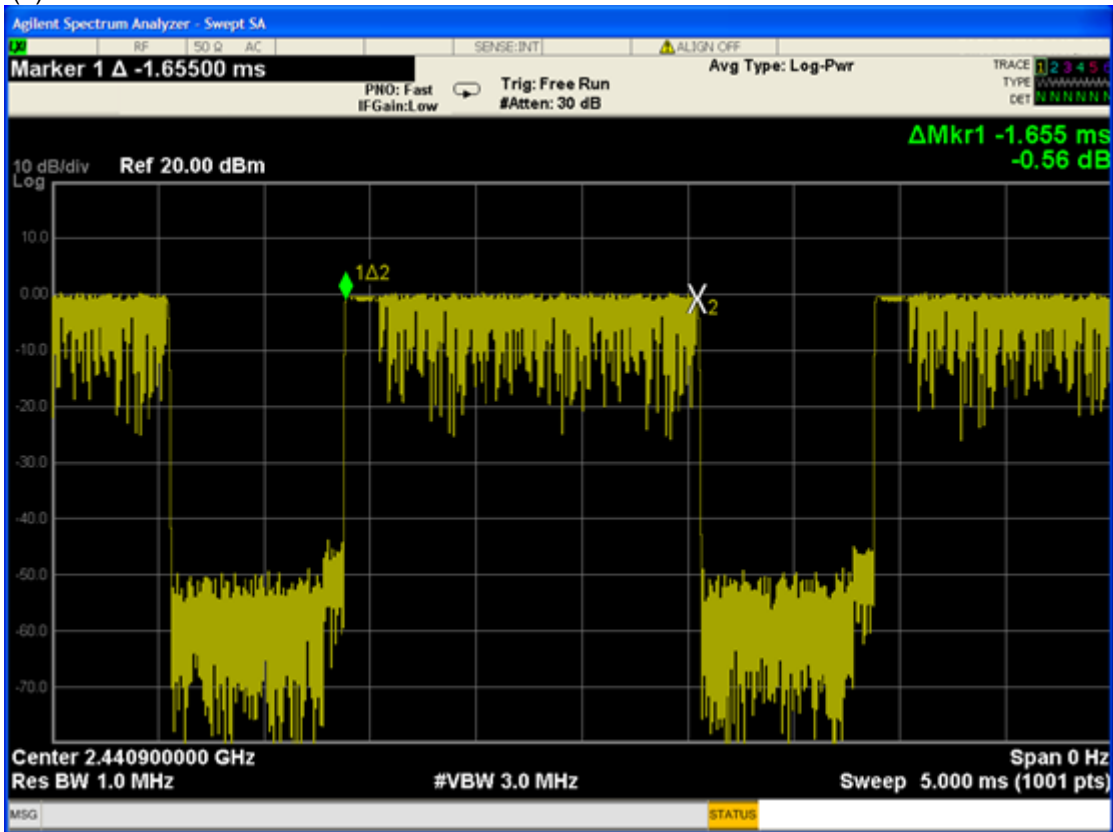 Agilent Spectrum Analyzer - Swept SA
LXI RF 50 Ω AC SENSE:INT ALIGN OFF
Marker 1 Δ -1.65500 ms
PNO: Fast
IFGain:Low
Trig: Free Run
#Atten: 30 dB
Avg Type: Log-Pwr
TRACE 1 2 3 4 5 6
TYPE
DET N N N N N N
ΔMkr1 -1.655 ms
-0.56 dB
10 dB/div
Log
Ref 20.00 dBm
10.0
1Δ2
0.00
2
-10.0
-20.0
-30.0
-40.0
-50.0
-60.0
-70.0
Center 2.440900000 GHz
Span 0 Hz
Res BW 1.0 MHz
#VBW 3.0 MHz
Sweep 5.000 ms (1001 pts)
MSG
STATUS